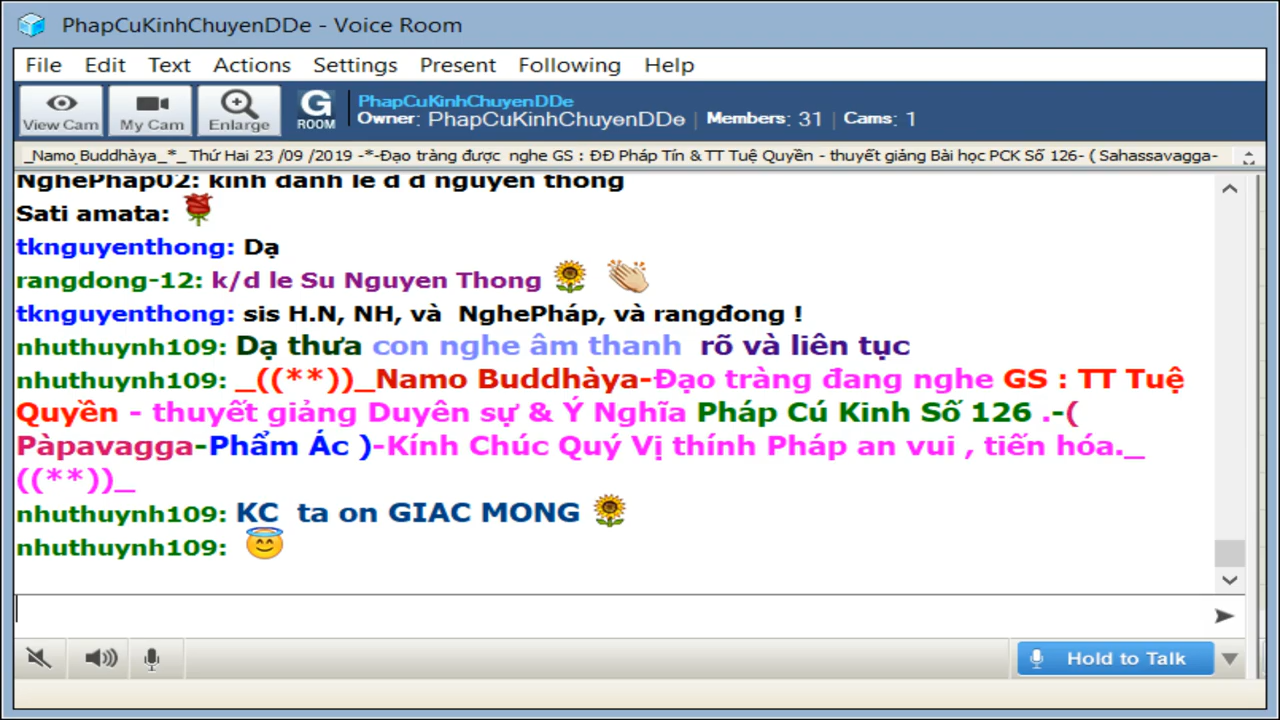 PhapCuKinhChuyenDDe - Voice Room
File Edit Text Actions Settings Present Following Help
View Cam My Cam Enlarge G ROOM
PhapCuKinhChuyenDDe
Owner: PhapCuKinhChuyenDDe | Members: 31 | Cams: 1
_Namo Buddhàya_*_ Thứ Hai 23 /09 /2019 -*-Đạo tràng được nghe GS : ĐĐ Pháp Tín & TT Tuệ Quyền - thuyết giảng Bài học PCK Số 126- ( Sahassavagga-
NghePhap02: kinh danh le d d nguyen thong
Sati amata:
tknguyenthong: Dạ
rangdong-12: k/d le Su Nguyen Thong
tknguyenthong: sis H.N, NH, và NghePháp, và rangđong !
nhuthuynh109: Dạ thưa con nghe âm thanh rõ và liên tục
nhuthuynh109: _((**))_Namo Buddhàya-Đạo tràng đang nghe GS : TT Tuệ
Quyền - thuyết giảng Duyên sự & Ý Nghĩa Pháp Cú Kinh Số 126 .-(
Pàpavagga-Phẩm Ác )-Kính Chúc Quý Vị thính Pháp an vui , tiến hóa._
((**))_
nhuthuynh109: KC ta on GIAC MONG
nhuthuynh109:
Hold to Talk